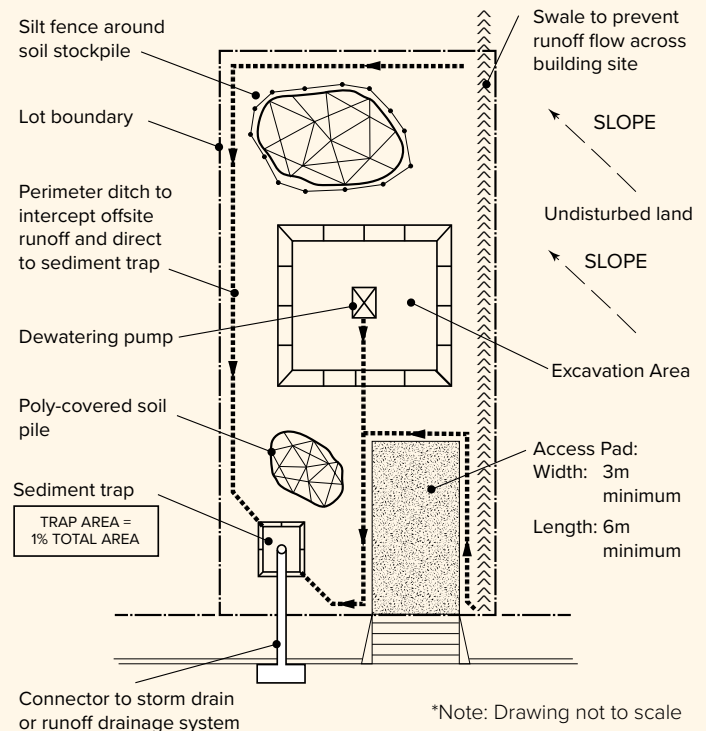 Silt fence around
soil stockpile
Lot boundary
Perimeter ditch to
intercept offsite
runoff and direct
to sediment trap
Dewatering pump
Poly-covered soil
pile
Sediment trap
TRAP AREA =
1% TOTAL AREA
Connector to storm drain
or runoff drainage system
Swale to prevent
runoff flow across
building site
SLOPE
Undisturbed land
SLOPE
Excavation Area
Access Pad:
Width: 3m
minimum
Length: 6m
minimum
*Note: Drawing not to scale